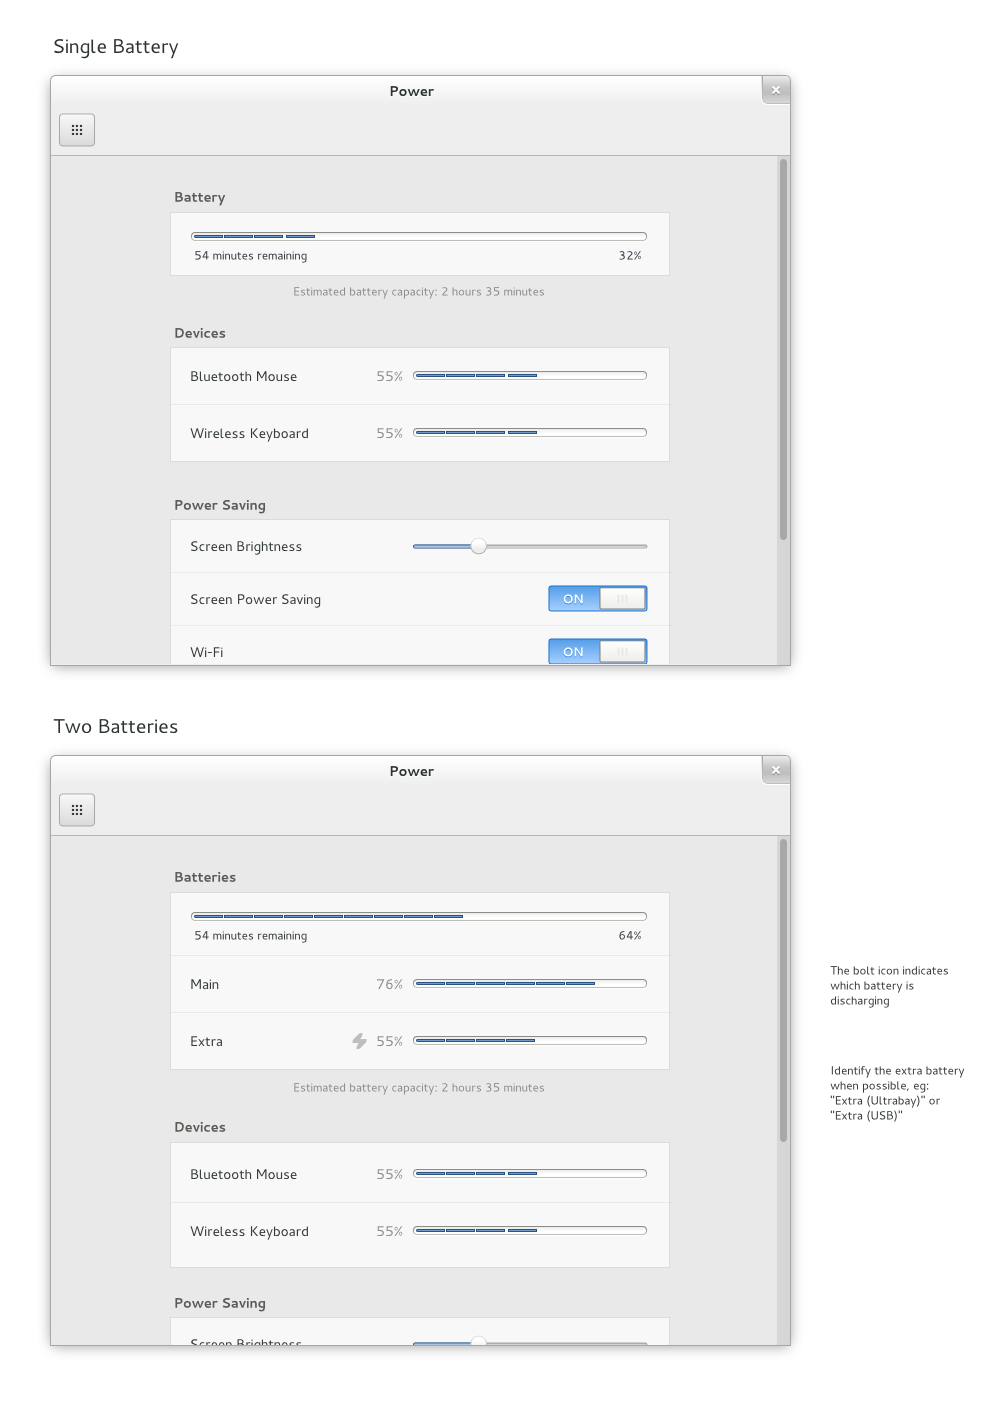 Single Battery
Power
Battery
54 minutes remaining 32%
Estimated battery capacity: 2 hours 35 minutes
Devices
Bluetooth Mouse 55%
Wireless Keyboard 55%
Power Saving
Screen Brightness
Screen Power Saving ON
Wi-Fi ON
Two Batteries
Power
Batteries
54 minutes remaining 64%
Main 76%
Extra 55%
Estimated battery capacity: 2 hours 35 minutes
Devices
Bluetooth Mouse 55%
Wireless Keyboard 55%
Power Saving
Screen Brightness
The bolt icon indicates
which battery is
discharging
Identify the extra battery
when possible, eg:
"Extra (Ultrabay)" or
"Extra (USB)"